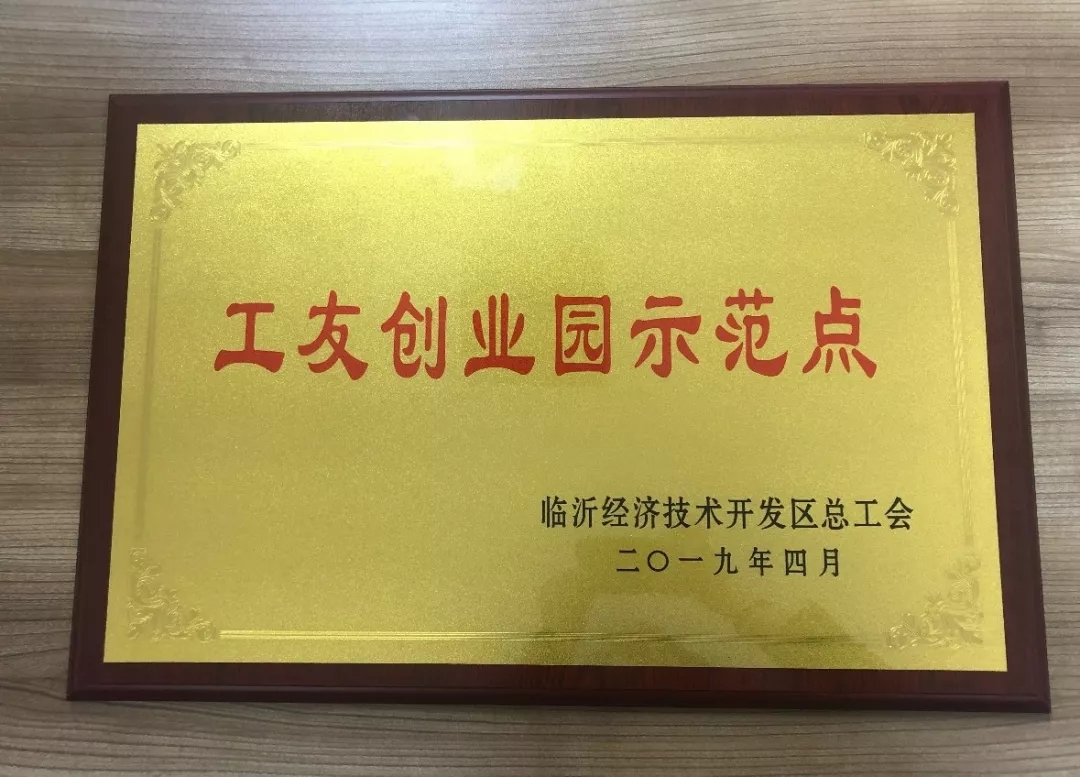 工友创业园示范点
临沂经济技术开发区总工会
二〇一九年四月